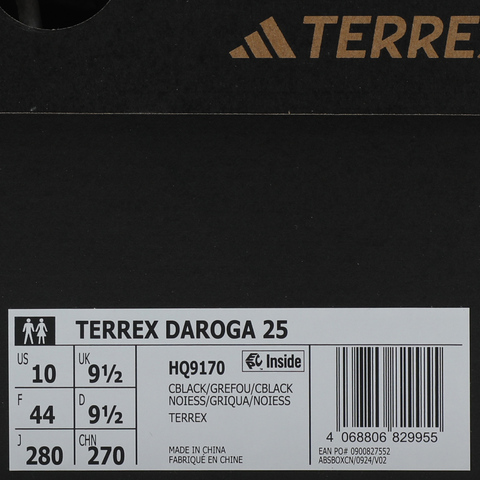 TERREX
TERREX DAROGA 25
US 10 UK 9½
F 44 D 9½
J 280 CHN 270
HQ9170 Inside
CBLACK/GREFOU/CBLACK
NOIESS/GRIQUA/NOIESS
TERREX
MADE IN CHINA
FABRIQUÉ EN CHINE
4 068806 829955
EAN PO# 0900827552
ABSBOXCN/0924/V02